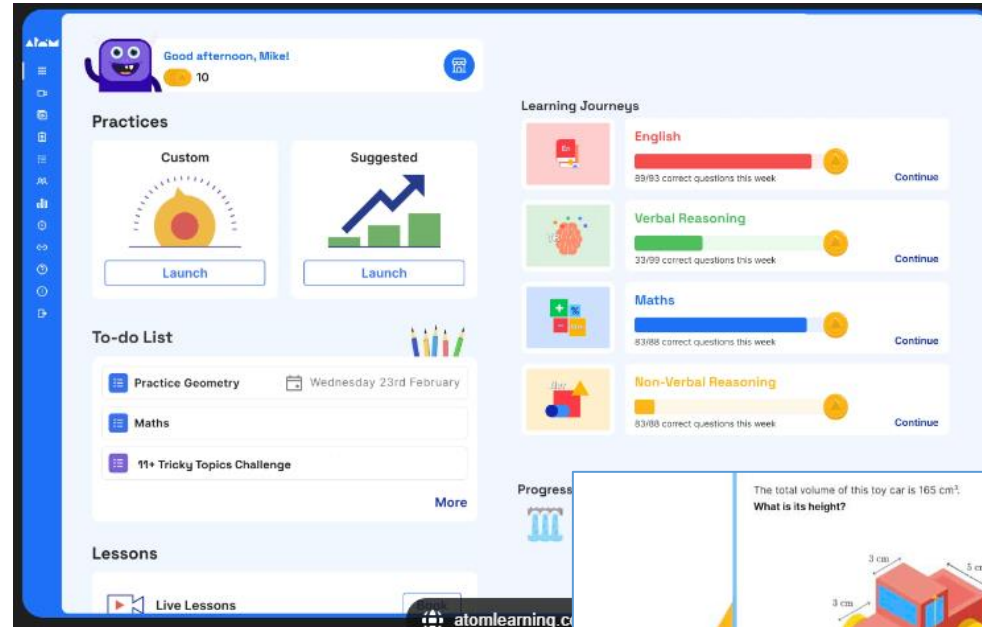 Atom
Good afternoon, Mike!
10
Practices
Custom
Launch
Suggested
Launch
To-do List
Practice Geometry
Wednesday 23rd February
Maths
11+ Tricky Topics Challenge
More
Lessons
Live Lessons
Book
Learning Journeys
English
89/93 correct questions this week
Continue
Verbal Reasoning
33/99 correct questions this week
Continue
Maths
83/88 correct questions this week
Continue
Non-Verbal Reasoning
83/88 correct questions this week
Continue
Progress
atomlearning.co
The total volume of this toy car is 165 cm³.
What is its height?
3 cm
5 c
3 cm